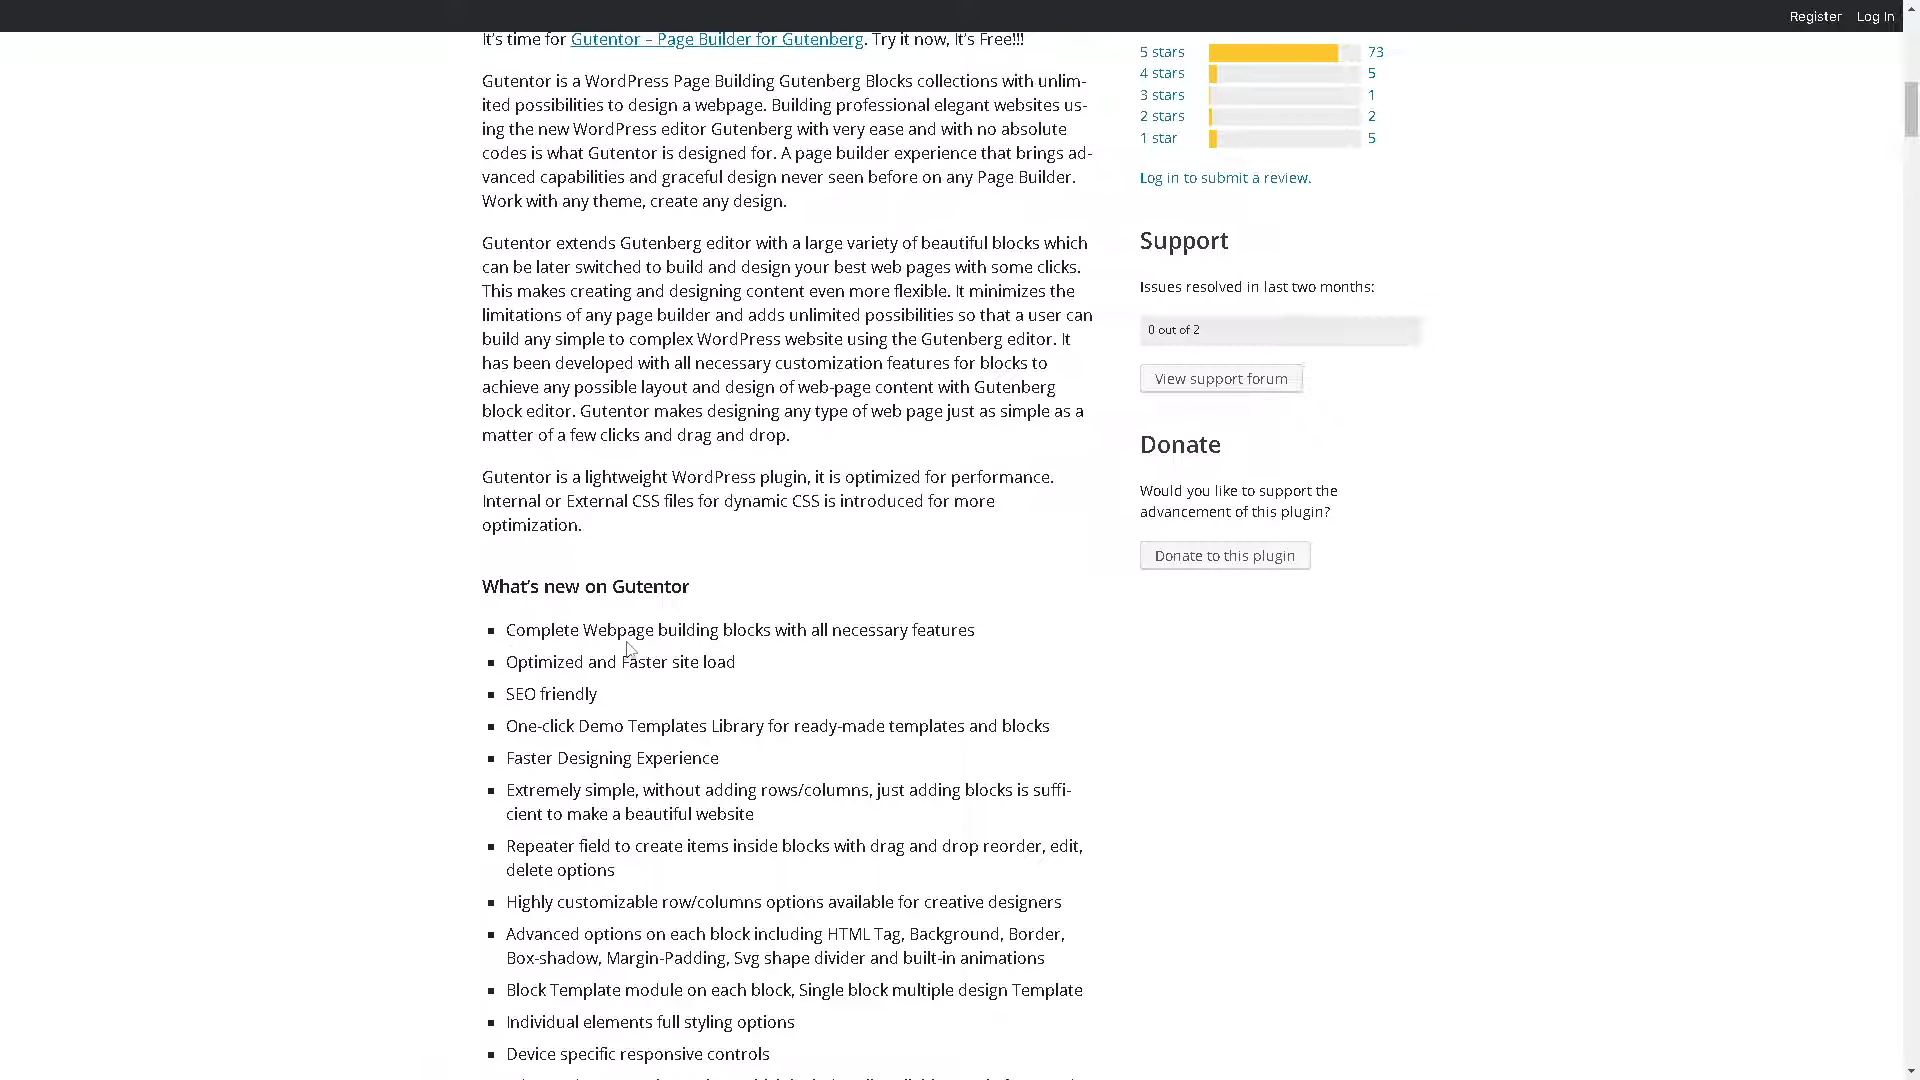 Register Log In
It’s time for Gutentor – Page Builder for Gutenberg. Try it now, It’s Free!!!
Gutentor is a WordPress Page Building Gutenberg Blocks collections with unlim-
ited possibilities to design a webpage. Building professional elegant websites us-
ing the new WordPress editor Gutenberg with very ease and with no absolute
codes is what Gutentor is designed for. A page builder experience that brings ad-
vanced capabilities and graceful design never seen before on any Page Builder.
Work with any theme, create any design.
Gutentor extends Gutenberg editor with a large variety of beautiful blocks which
can be later switched to build and design your best web pages with some clicks.
This makes creating and designing content even more flexible. It minimizes the
limitations of any page builder and adds unlimited possibilities so that a user can
build any simple to complex WordPress website using the Gutenberg editor. It
has been developed with all necessary customization features for blocks to
achieve any possible layout and design of web-page content with Gutenberg
block editor. Gutentor makes designing any type of web page just as simple as a
matter of a few clicks and drag and drop.
Gutentor is a lightweight WordPress plugin, it is optimized for performance.
Internal or External CSS files for dynamic CSS is introduced for more
optimization.
What’s new on Gutentor
Complete Webpage building blocks with all necessary features
Optimized and Faster site load
SEO friendly
One-click Demo Templates Library for ready-made templates and blocks
Faster Designing Experience
Extremely simple, without adding rows/columns, just adding blocks is suffi-
cient to make a beautiful website
Repeater field to create items inside blocks with drag and drop reorder, edit,
delete options
Highly customizable row/columns options available for creative designers
Advanced options on each block including HTML Tag, Background, Border,
Box-shadow, Margin-Padding, Svg shape divider and built-in animations
Block Template module on each block, Single block multiple design Template
Individual elements full styling options
Device specific responsive controls
5 stars 73
4 stars 5
3 stars 1
2 stars 2
1 star 5
Log in to submit a review.
Support
Issues resolved in last two months:
0 out of 2
View support forum
Donate
Would you like to support the
advancement of this plugin?
Donate to this plugin